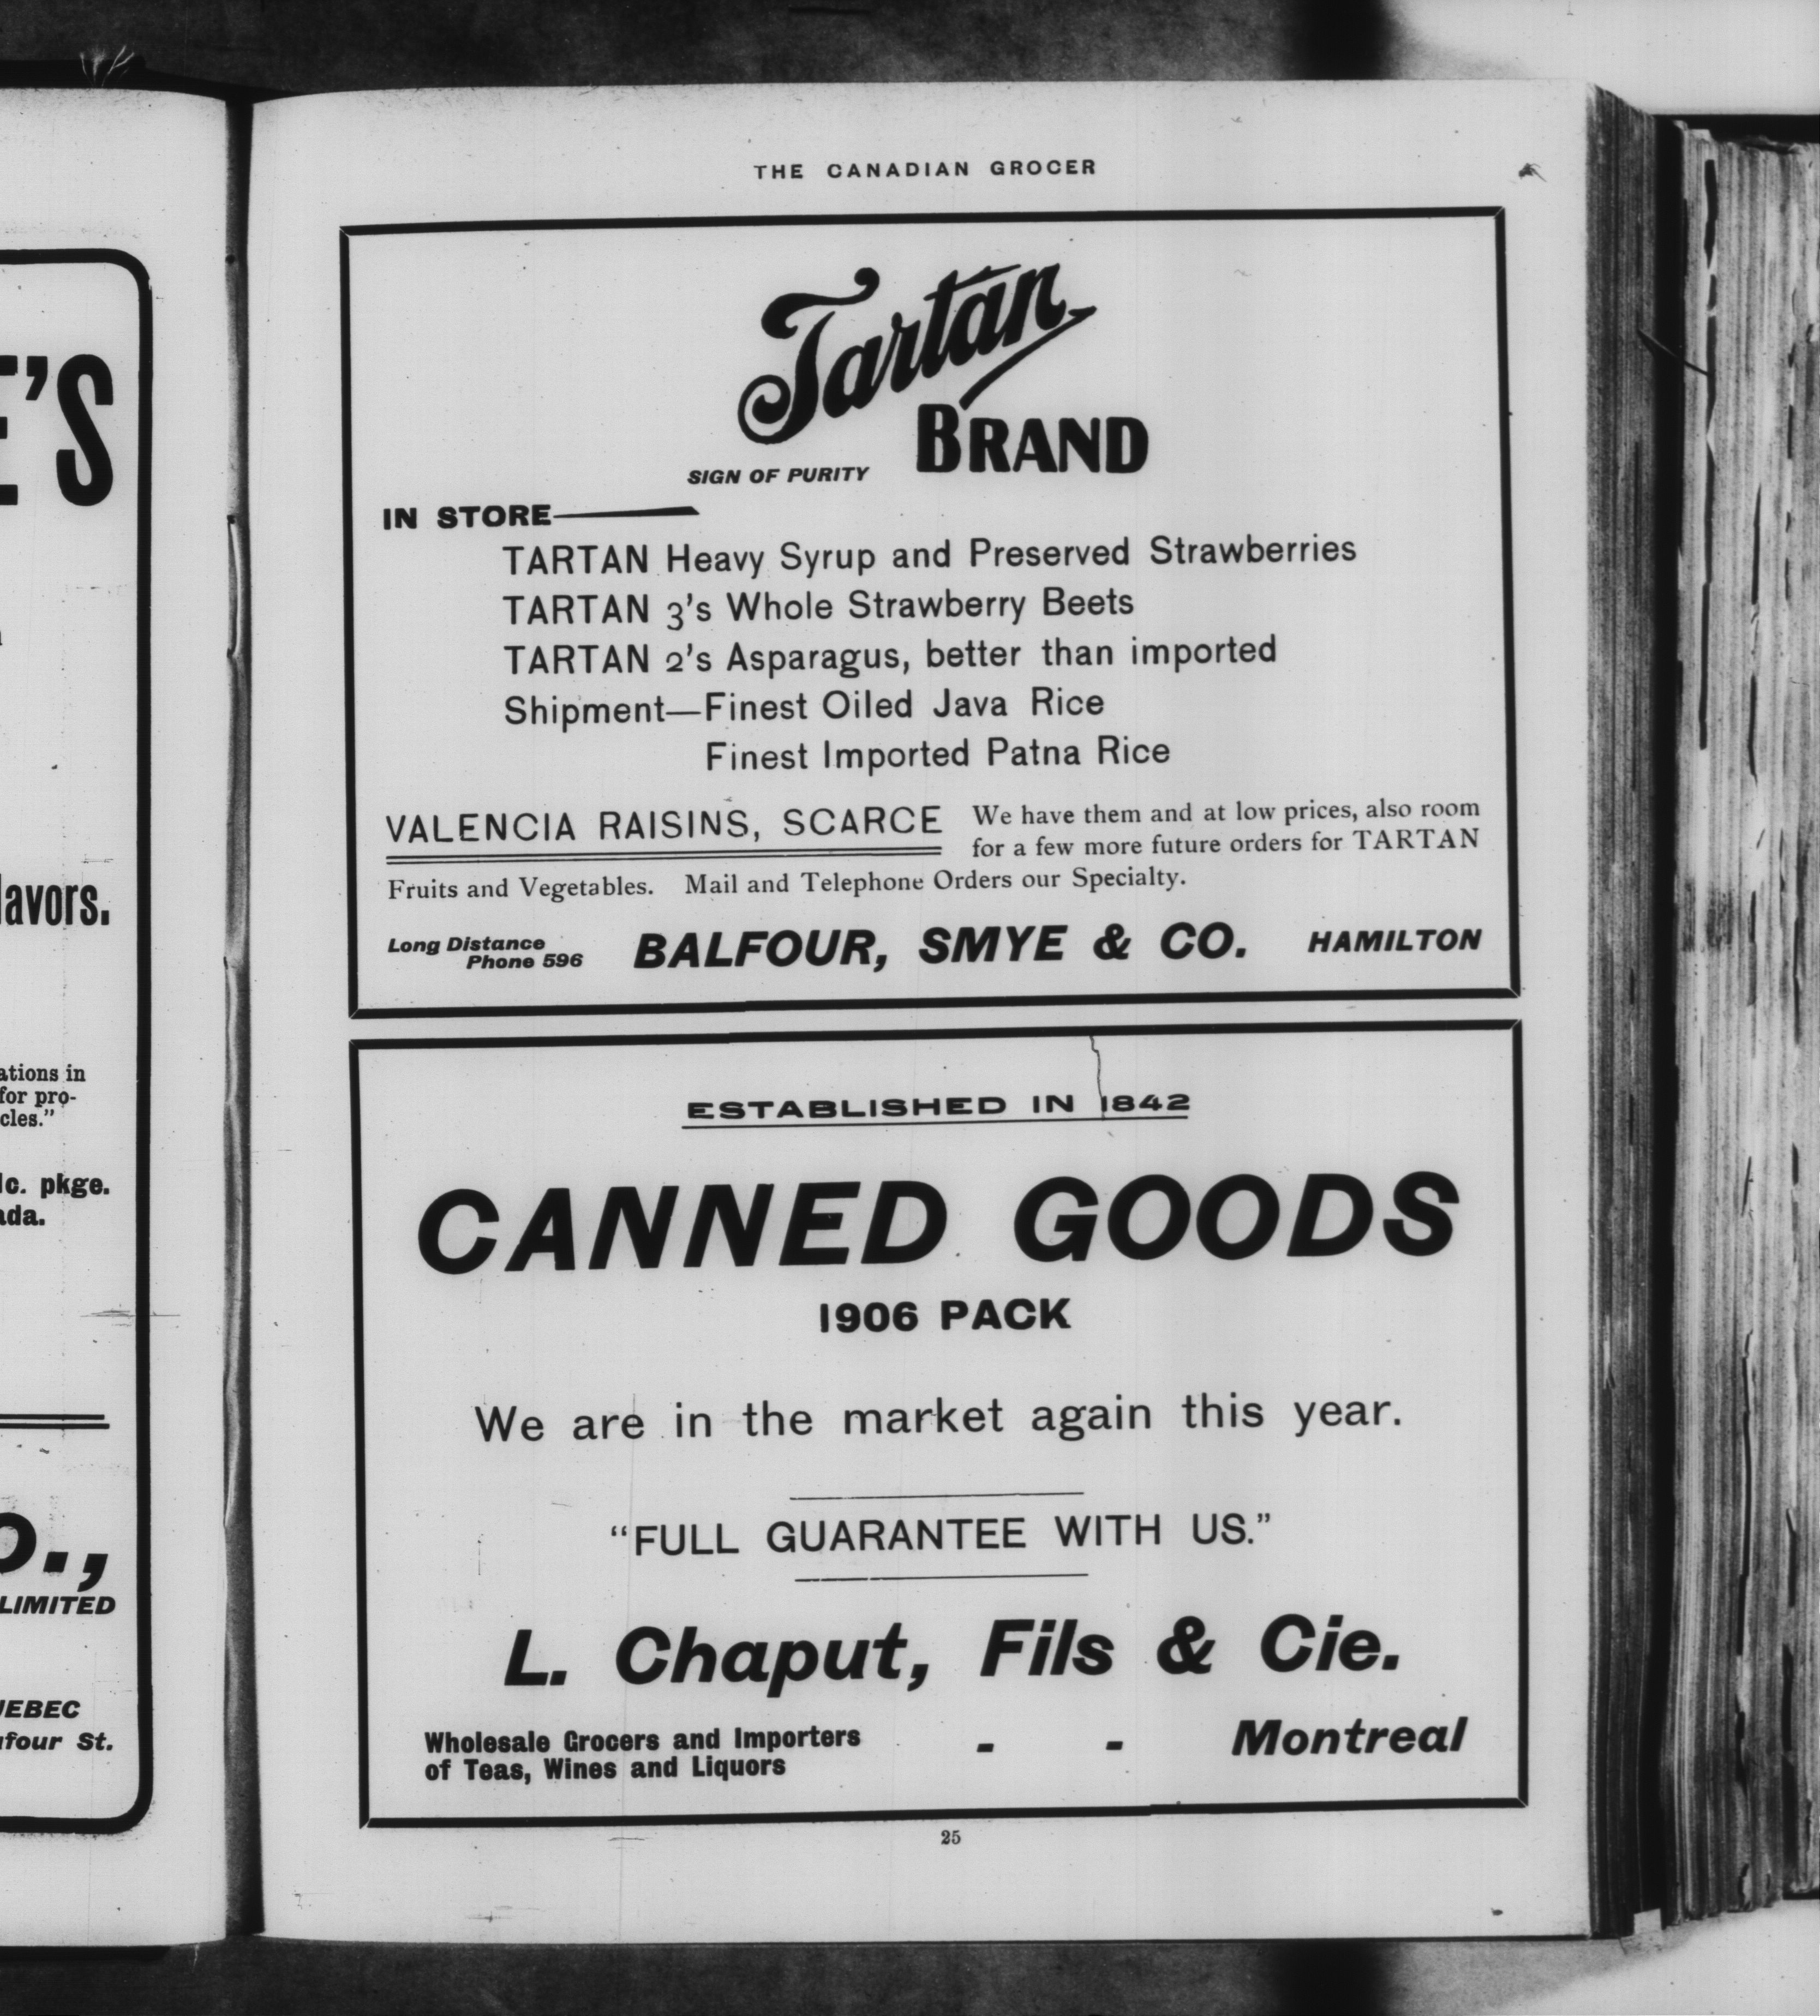 E'S
lavors.
ations in
for pro-
cles."
lc. pkge.
ada.
o.,
LIMITED
UEBEC
lfour St.
THE CANADIAN GROCER
Tartan
BRAND
SIGN OF PURITY
IN STORE
TARTAN Heavy Syrup and Preserved Strawberries
TARTAN 3's Whole Strawberry Beets
TARTAN 2's Asparagus, better than imported
Shipment—Finest Oiled Java Rice
Finest Imported Patna Rice
VALENCIA RAISINS, SCARCE We have them and at low prices, also room
for a few more future orders for TARTAN
Fruits and Vegetables. Mail and Telephone Orders our Specialty.
Long Distance
Phone 596 BALFOUR, SMYE & CO. HAMILTON
ESTABLISHED IN 1842
CANNED GOODS
1906 PACK
We are in the market again this year.
"FULL GUARANTEE WITH US."
L. Chaput, Fils & Cie.
Wholesale Grocers and Importers - - Montreal
of Teas, Wines and Liquors
25